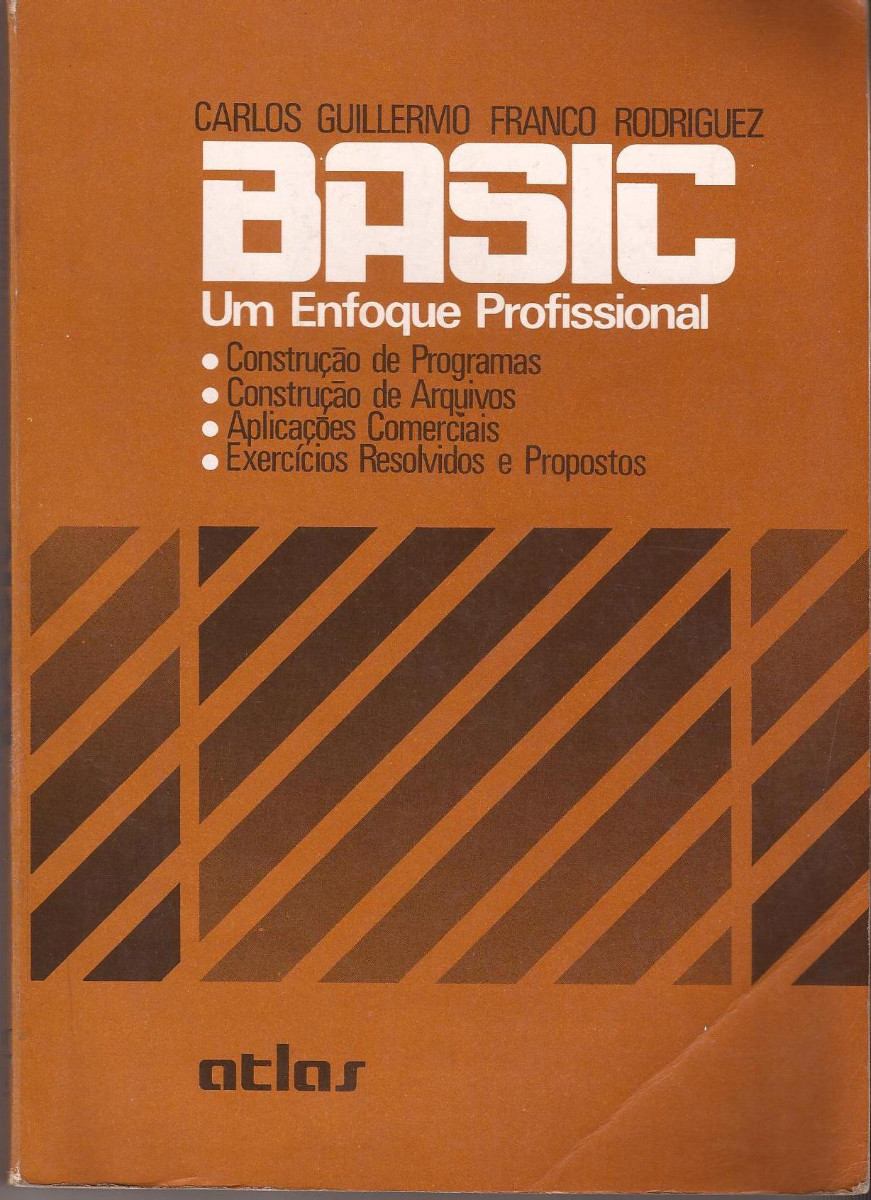 CARLOS GUILLERMO FRANCO RODRIGUEZ
BASIC
Um Enfoque Profissional
• Construção de Programas
• Construção de Arquivos
• Aplicações Comerciais
• Exercícios Resolvidos e Propostos
atlas